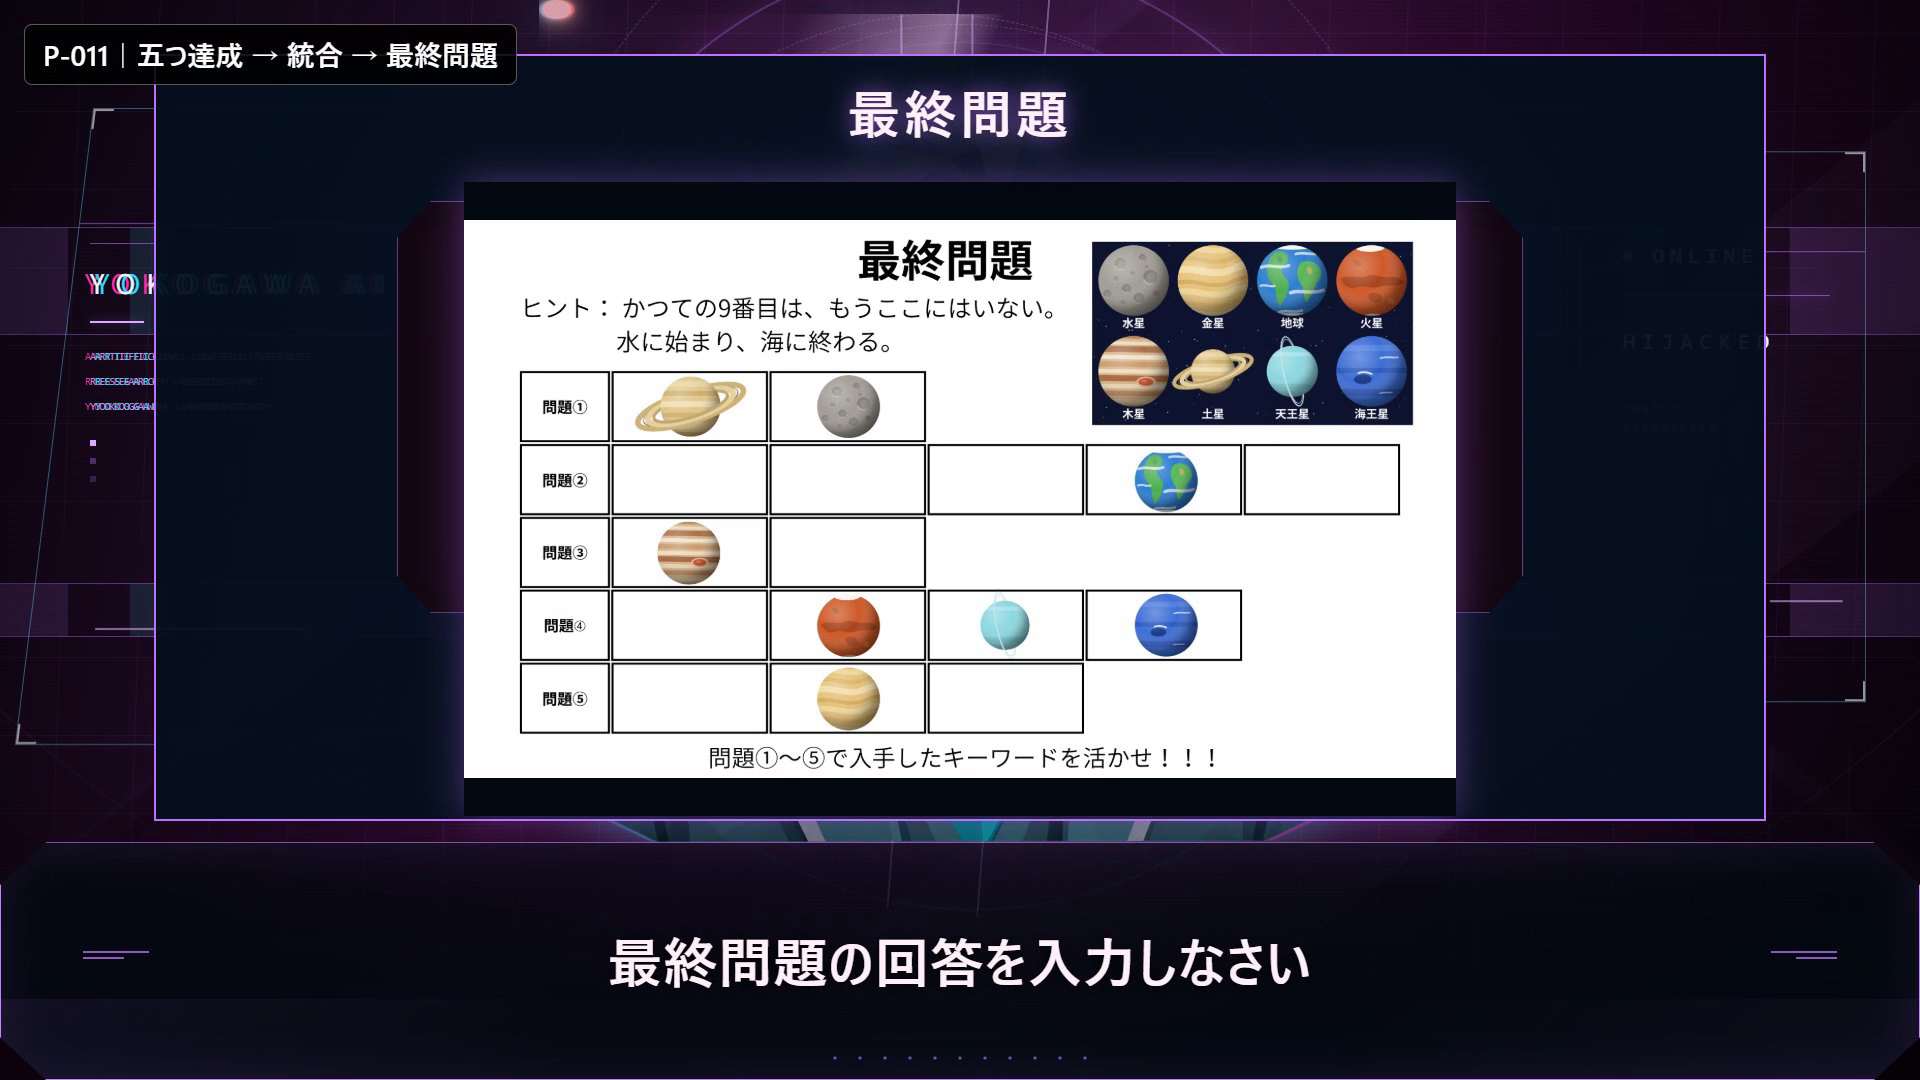 P-011｜五つ達成 → 統合 → 最終問題
最終問題
最終問題
ヒント： かつての9番目は、もうここにはいない。
水に始まり、海に終わる。
水星 金星 地球 火星
木星 土星 天王星 海王星
問題①
問題②
問題③
問題④
問題⑤
問題①～⑤で入手したキーワードを活かせ！！！
YOKOGAWA AI
ONLINE
HIJACKED
最終問題の回答を入力しなさい